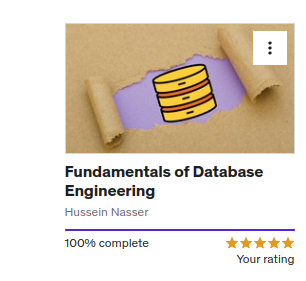 Fundamentals of Database
Engineering
Hussein Nasser
100% complete
Your rating